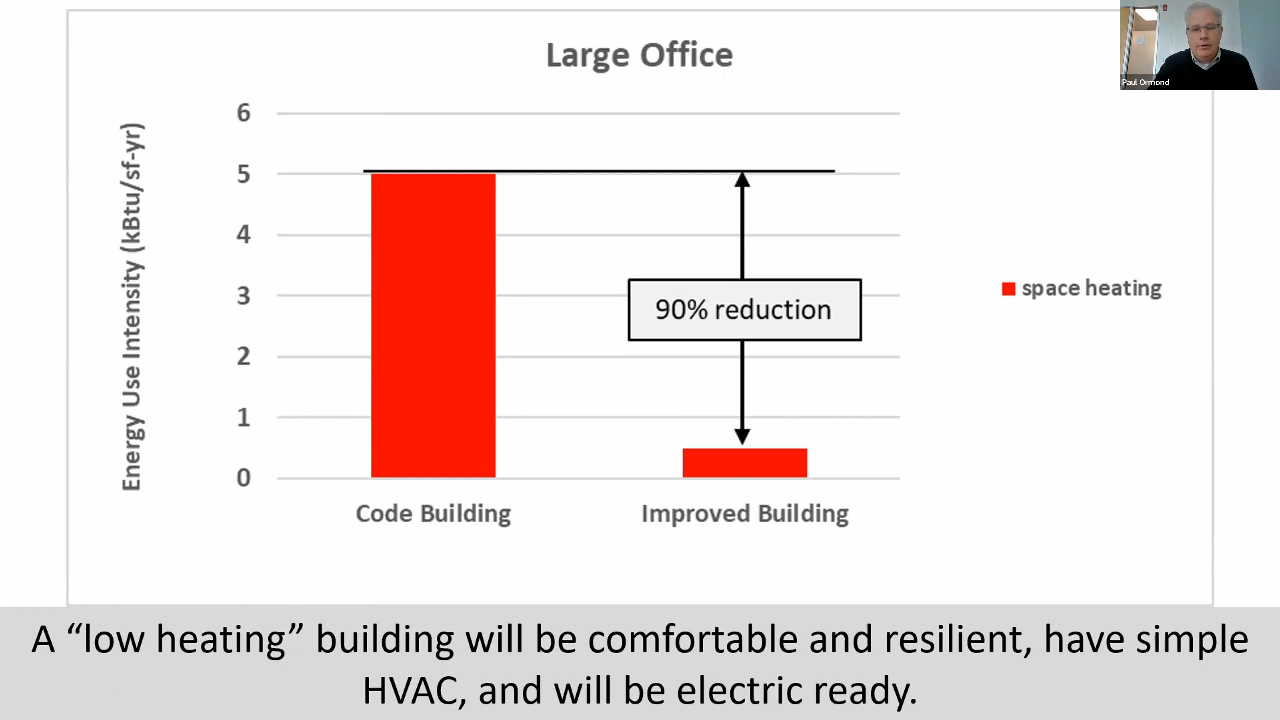 Large Office
Paul Ormond
Energy Use Intensity (kBtu/sf-yr)
6
5
4
3
2
1
0
90% reduction
space heating
Code Building
Improved Building
A “low heating” building will be comfortable and resilient, have simple
HVAC, and will be electric ready.